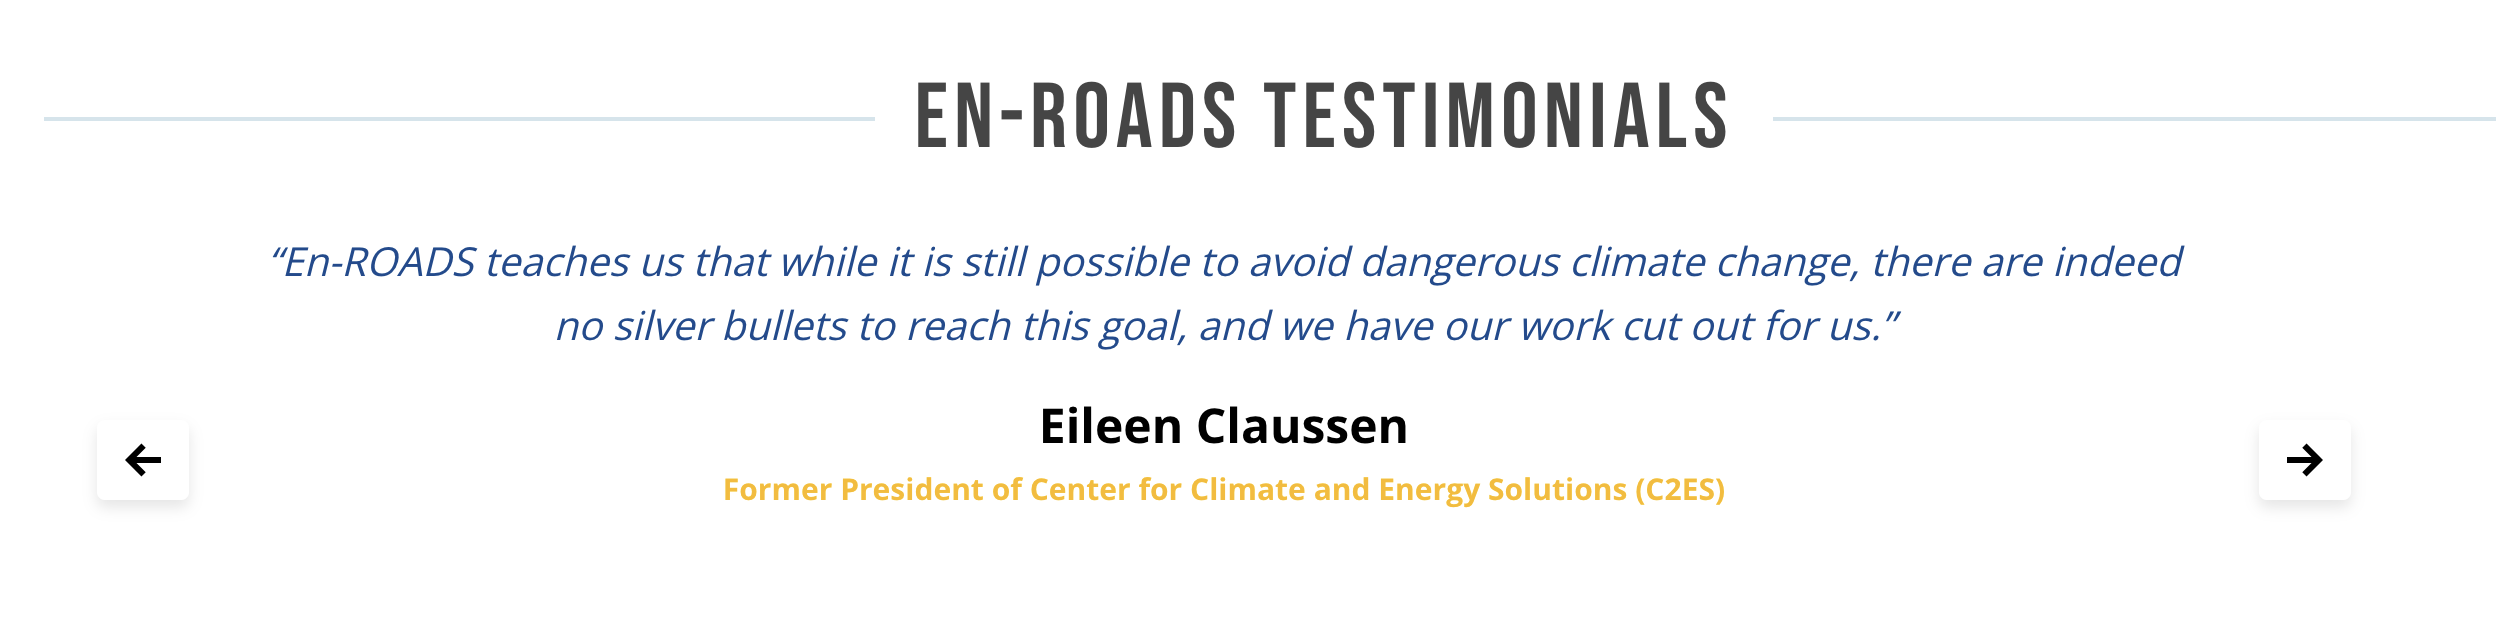 EN-ROADS TESTIMONIALS
“En-ROADS teaches us that while it is still possible to avoid dangerous climate change, there are indeed
no silver bullets to reach this goal, and we have our work cut out for us.”
Eileen Claussen
Former President of Center for Climate and Energy Solutions (C2ES)